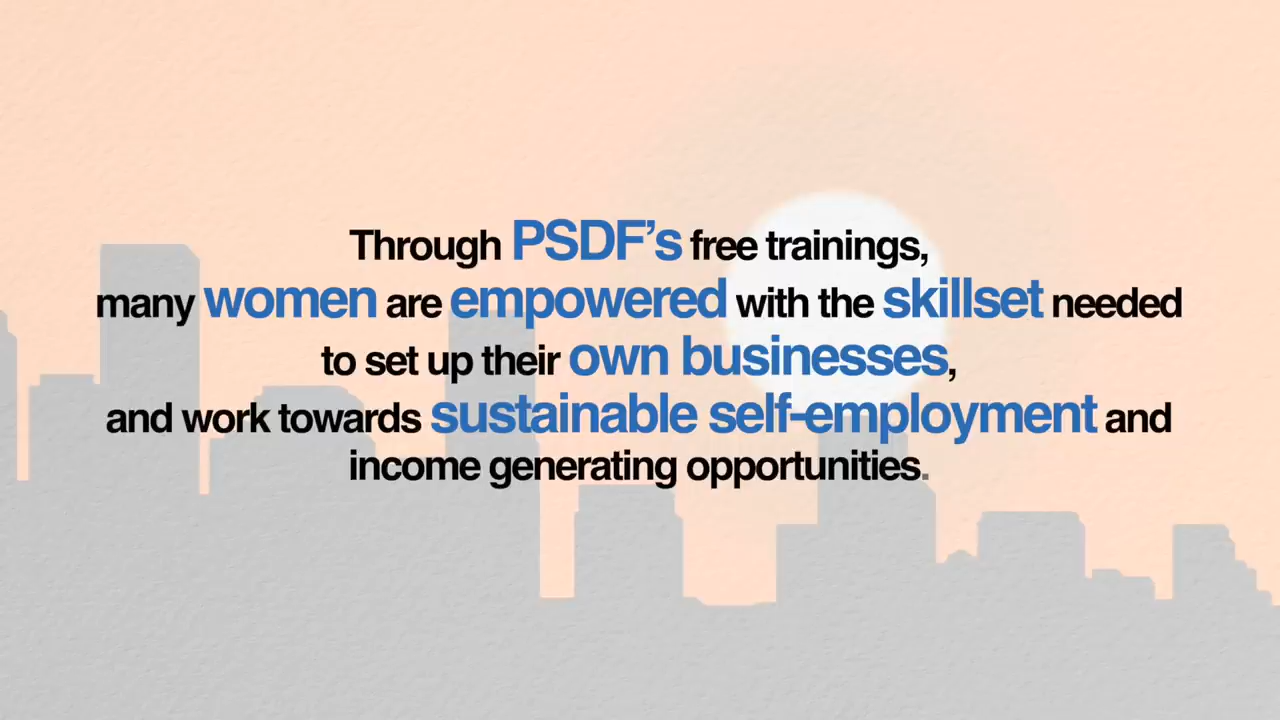 Through PSDF’s free trainings,
many women are empowered with the skillset needed
to set up their own businesses,
and work towards sustainable self-employment and
income generating opportunities.